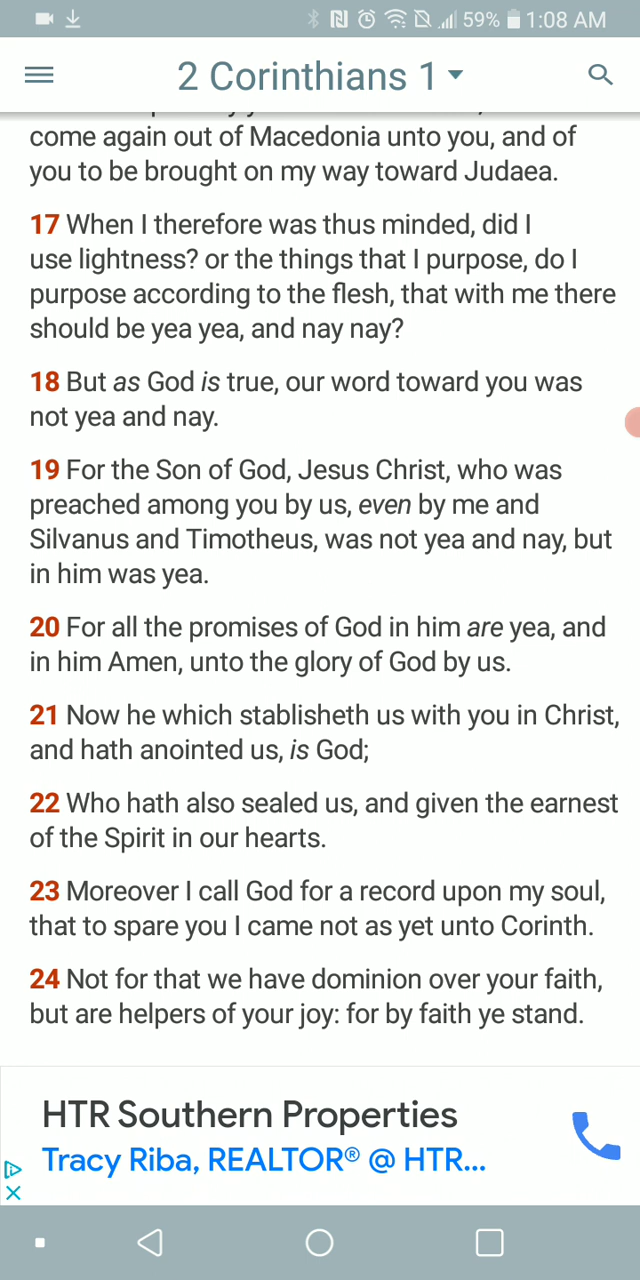 59% 1:08 AM
2 Corinthians 1
come again out of Macedonia unto you, and of
you to be brought on my way toward Judaea.
17 When I therefore was thus minded, did I
use lightness? or the things that I purpose, do I
purpose according to the flesh, that with me there
should be yea yea, and nay nay?
18 But as God is true, our word toward you was
not yea and nay.
19 For the Son of God, Jesus Christ, who was
preached among you by us, even by me and
Silvanus and Timotheus, was not yea and nay, but
in him was yea.
20 For all the promises of God in him are yea, and
in him Amen, unto the glory of God by us.
21 Now he which stablisheth us with you in Christ,
and hath anointed us, is God;
22 Who hath also sealed us, and given the earnest
of the Spirit in our hearts.
23 Moreover I call God for a record upon my soul,
that to spare you I came not as yet unto Corinth.
24 Not for that we have dominion over your faith,
but are helpers of your joy: for by faith ye stand.
HTR Southern Properties
Tracy Riba, REALTOR® @ HTR...